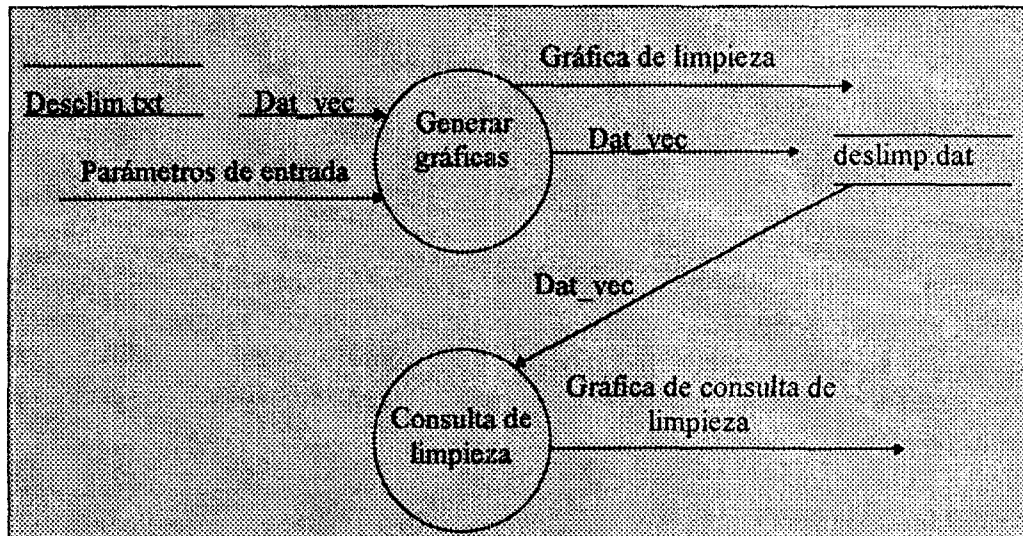 Gráfica de limpieza
Desclim.txt
Dat_vec
Generar
gráficas
Dat_vec
deslimp.dat
Parámetros de entrada
Dat_vec
Gráfica de consulta de
limpieza
Consulta de
limpieza